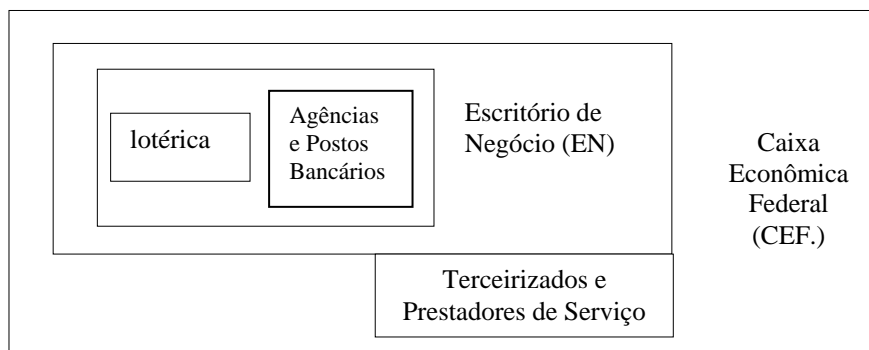 lotérica
Agências
e Postos
Bancários
Escritório de
Negócio (EN)
Caixa
Econômica
Federal
(CEF.)
Terceirizados e
Prestadores de Serviço